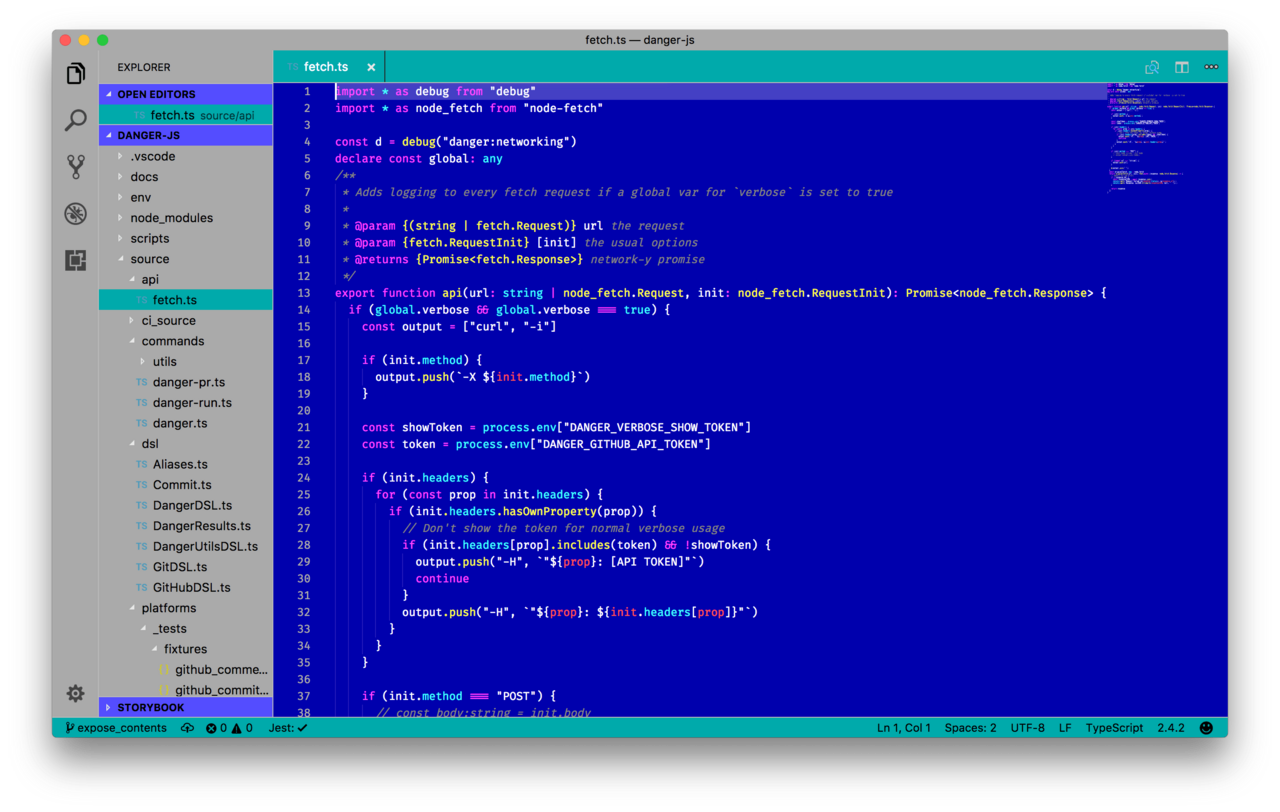 fetch.ts — danger-js
EXPLORER
OPEN EDITORS
TS fetch.ts source/api
DANGER-JS
.vscode
docs
env
node_modules
scripts
source
api
TS fetch.ts
ci_source
commands
utils
TS danger-pr.ts
TS danger-run.ts
TS danger.ts
dsl
TS Aliases.ts
TS Commit.ts
TS DangerDSL.ts
TS DangerResults.ts
TS DangerUtilsDSL.ts
TS GitDSL.ts
TS GitHubDSL.ts
platforms
_tests
fixtures
{} github_comme...
{} github_commit...
STORYBOOK
TS fetch.ts ×
1 import * as debug from "debug"
2 import * as node_fetch from "node-fetch"
3
4 const d = debug("danger:networking")
5 declare const global: any
6 /**
7  * Adds logging to every fetch request if a global var for `verbose` is set to true
8  *
9  * @param {(string | fetch.Request)} url the request
10  * @param {fetch.RequestInit} [init] the usual options
11  * @returns {Promise<fetch.Response>} network-y promise
12  */
13 export function api(url: string | node_fetch.Request, init: node_fetch.RequestInit): Promise<node_fetch.Response> {
14   if (global.verbose && global.verbose === true) {
15     const output = ["curl", "-i"]
16
17     if (init.method) {
18       output.push(`-X ${init.method}`)
19     }
20
21     const showToken = process.env["DANGER_VERBOSE_SHOW_TOKEN"]
22     const token = process.env["DANGER_GITHUB_API_TOKEN"]
23
24     if (init.headers) {
25       for (const prop in init.headers) {
26         if (init.headers.hasOwnProperty(prop)) {
27           // Don't show the token for normal verbose usage
28           if (init.headers[prop].includes(token) && !showToken) {
29             output.push("-H", `"${prop}: [API TOKEN]"`)
30             continue
31           }
32           output.push("-H", `"${prop}: ${init.headers[prop]}"`)
33         }
34       }
35     }
36
37     if (init.method === "POST") {
38       // const body:string = init.body
expose_contents 0 0 Jest: ✓ Ln 1, Col 1 Spaces: 2 UTF-8 LF TypeScript 2.4.2